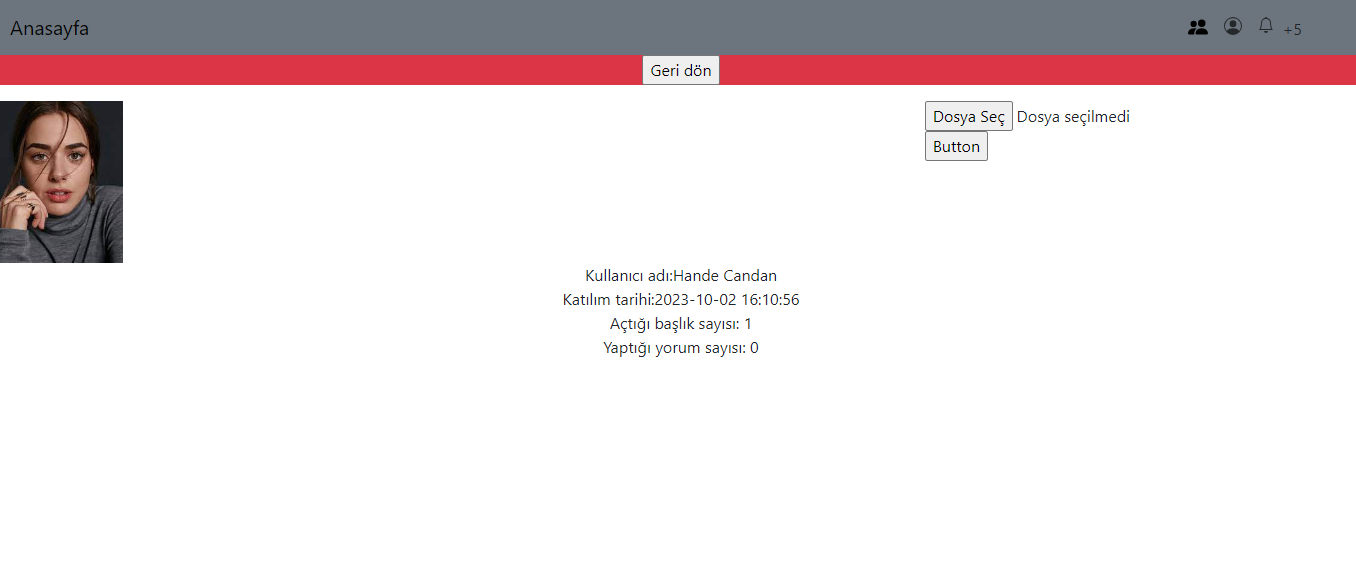 Anasayfa
+5
Geri dön
Dosya Seç Dosya seçilmedi
Button
Kullanıcı adı:Hande Candan
Katılım tarihi:2023-10-02 16:10:56
Açtığı başlık sayısı: 1
Yaptığı yorum sayısı: 0